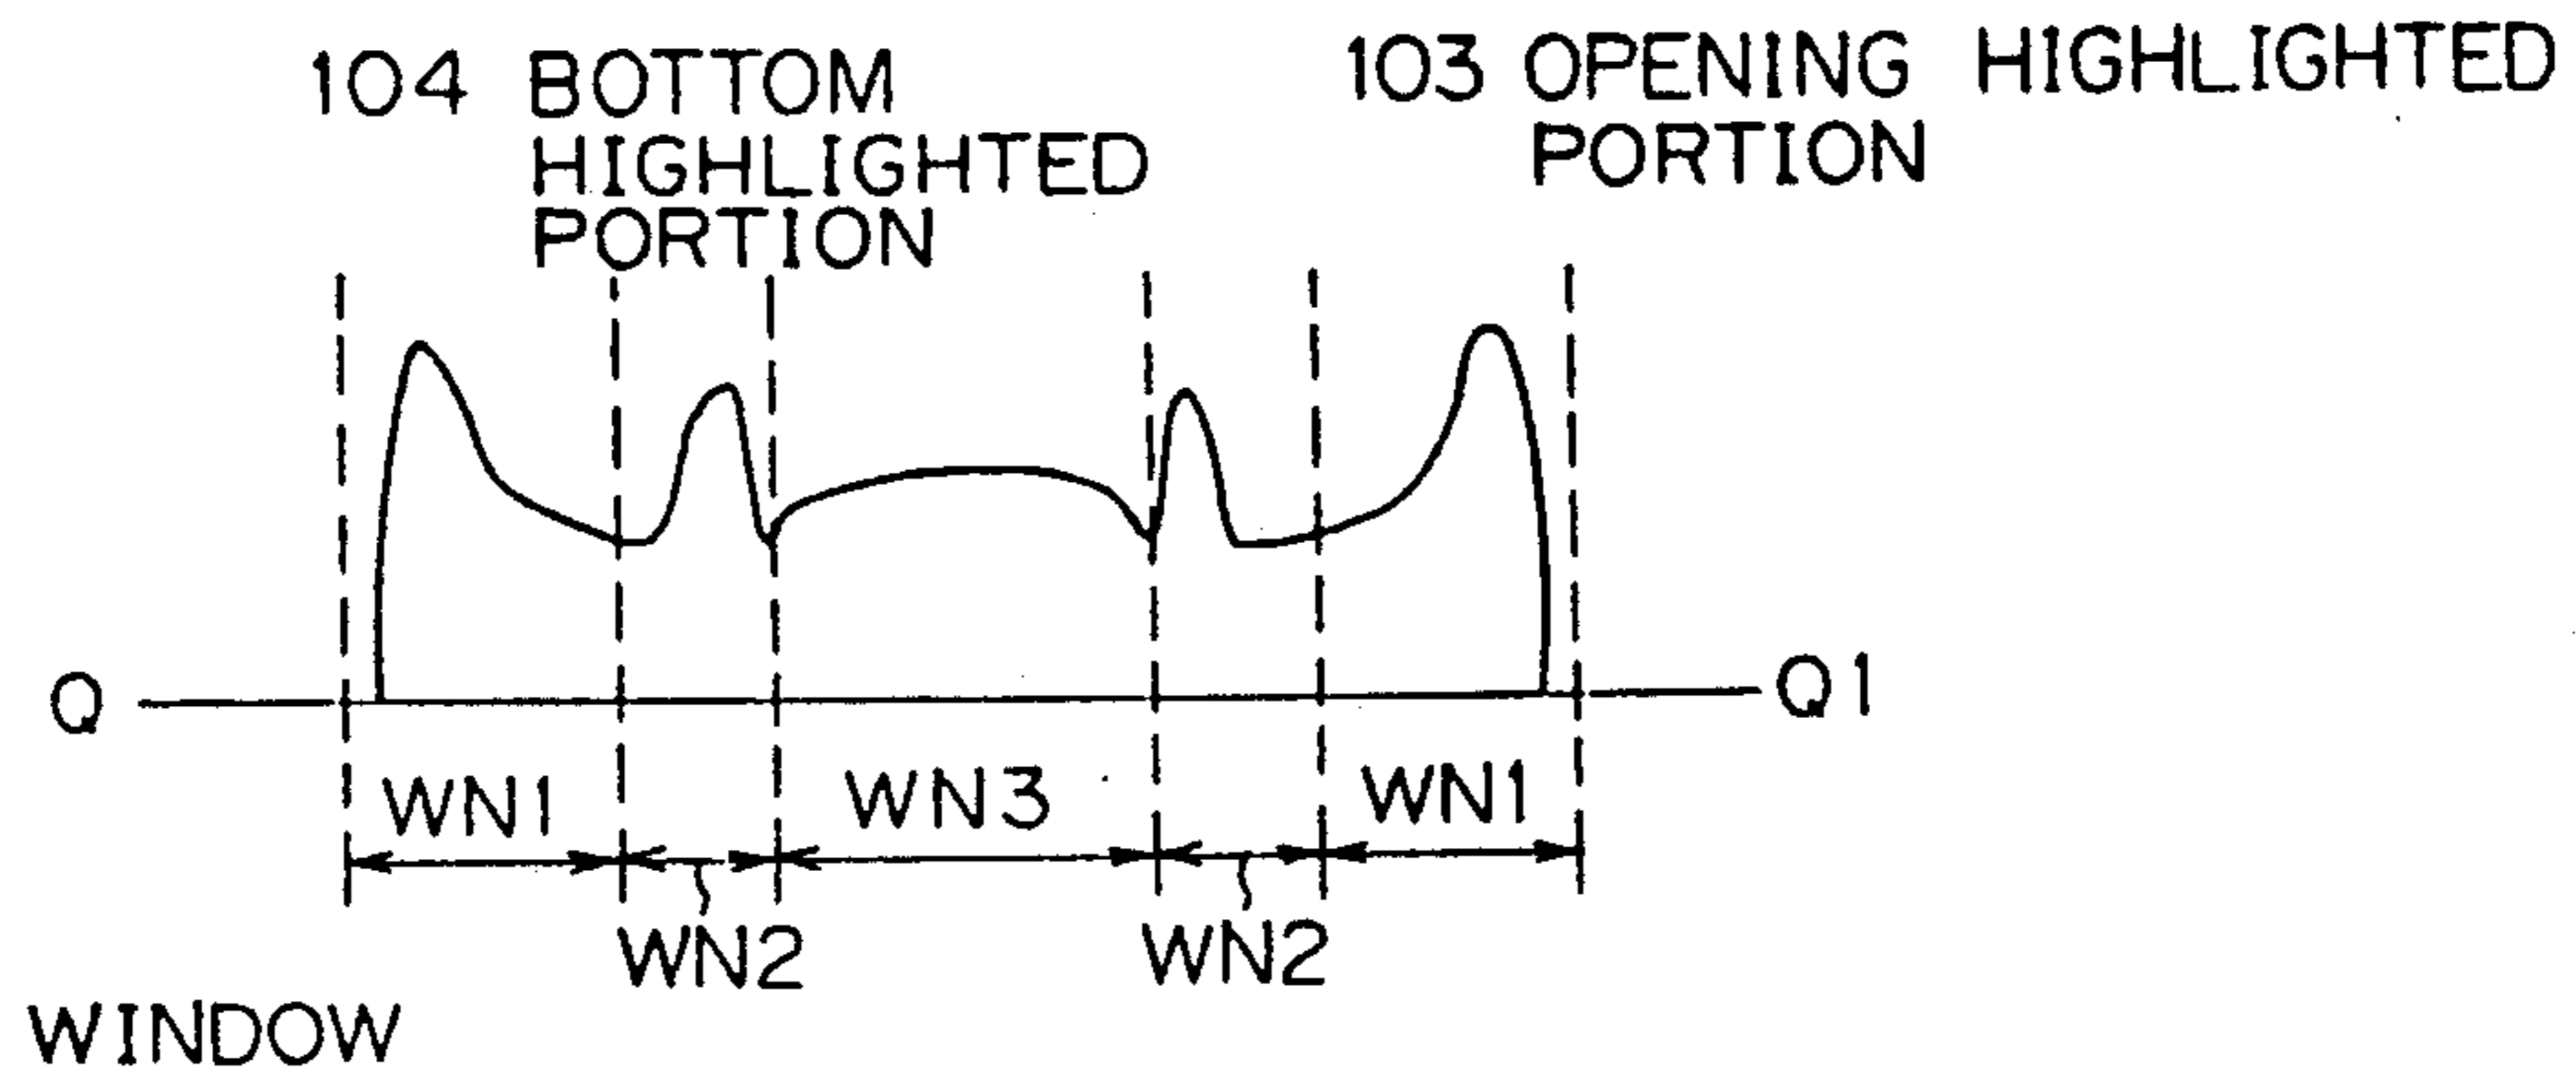 104 BOTTOM
HIGHLIGHTED
PORTION
103 OPENING HIGHLIGHTED
PORTION
Q
Q1
WN1
WN3
WN1
WN2
WN2
WINDOW